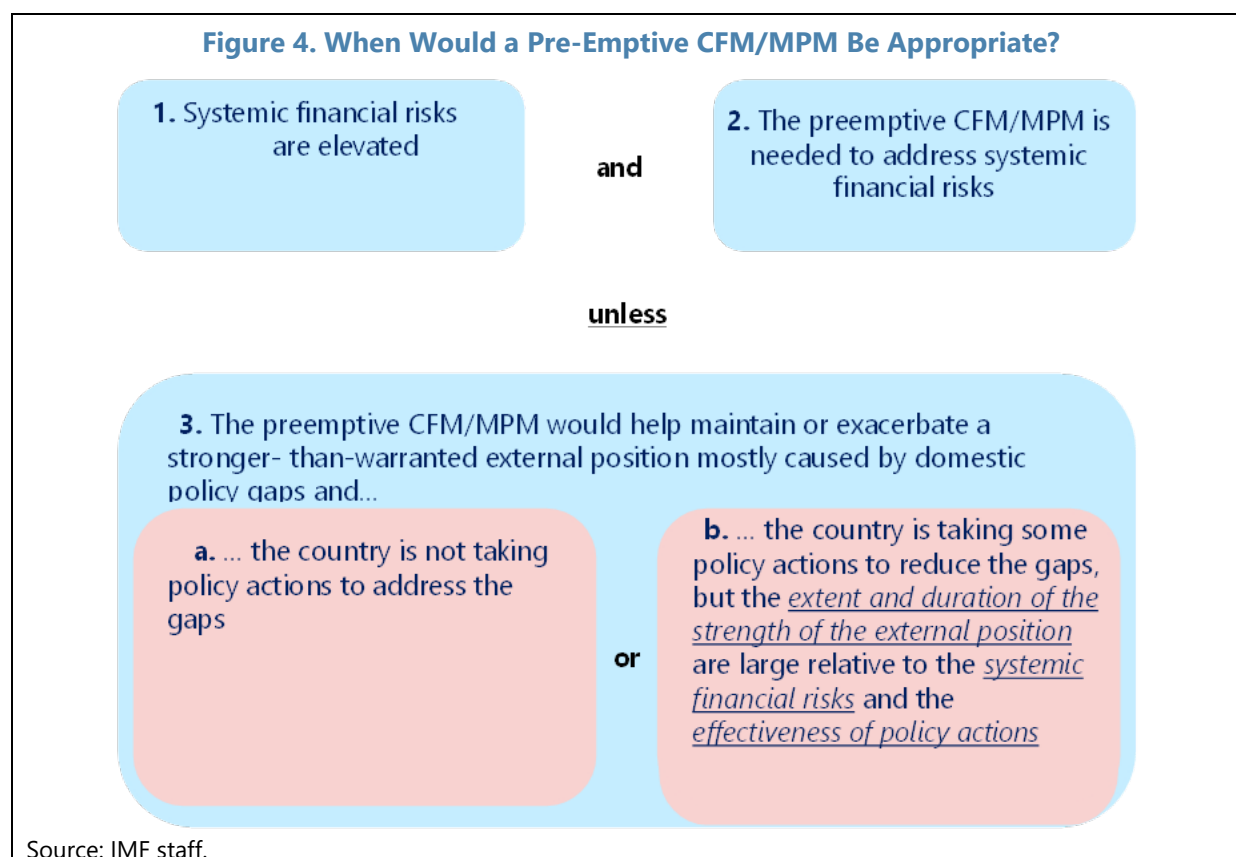 Figure 4. When Would a Pre-Emptive CFM/MPM Be Appropriate?
1. Systemic financial risks
are elevated
and
2. The preemptive CFM/MPM is
needed to address systemic
financial risks
unless
3. The preemptive CFM/MPM would help maintain or exacerbate a
stronger- than-warranted external position mostly caused by domestic
policy gaps and...
a. ... the country is not taking
policy actions to address the
gaps
or
b. ... the country is taking some
policy actions to reduce the gaps,
but the extent and duration of the
strength of the external position
are large relative to the systemic
financial risks and the
effectiveness of policy actions
Source: IMF staff.